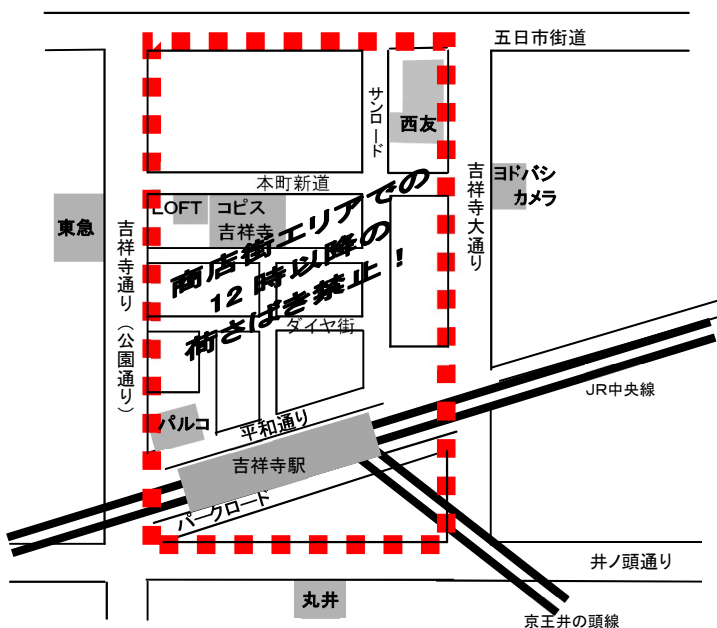 五日市街道
サンロード
西友
本町新道
ヨドバシ
カメラ
吉祥寺大通り
LOFT
コピス
吉祥寺
東急
吉祥寺通り（公園通り）
商店街エリアでの
12時以降の
荷さばき禁止！
ダイヤ街
JR中央線
パルコ
平和通り
吉祥寺駅
パークロード
井ノ頭通り
丸井
京王井の頭線